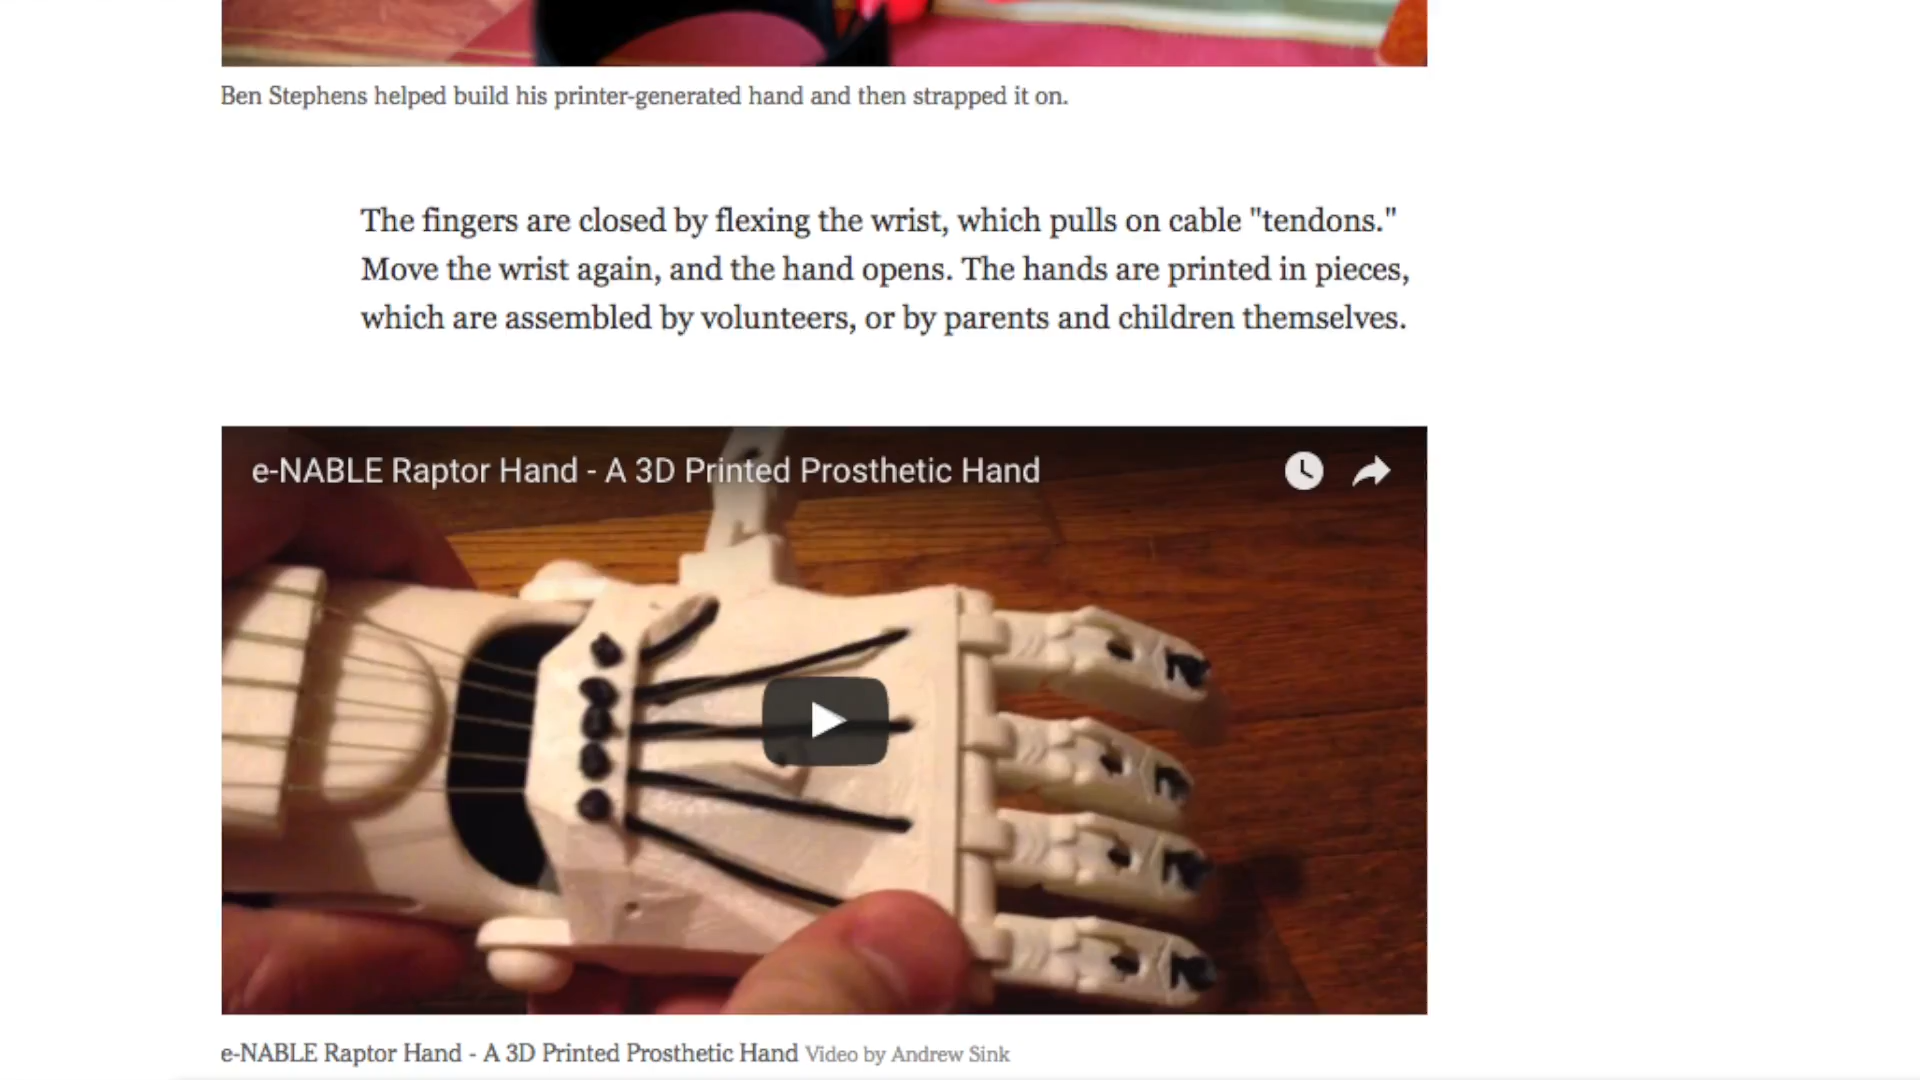 Ben Stephens helped build his printer-generated hand and then strapped it on.
The fingers are closed by flexing the wrist, which pulls on cable "tendons."
Move the wrist again, and the hand opens. The hands are printed in pieces,
which are assembled by volunteers, or by parents and children themselves.
e-NABLE Raptor Hand - A 3D Printed Prosthetic Hand
e-NABLE Raptor Hand - A 3D Printed Prosthetic Hand Video by Andrew Sink